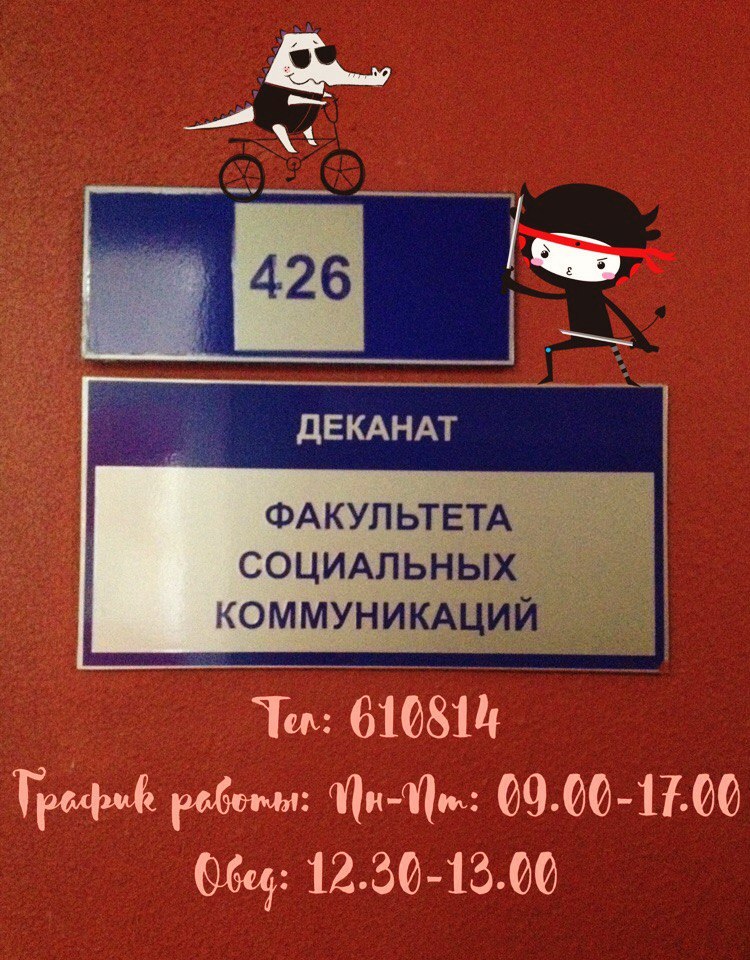 426
ДЕКАНАТ
ФАКУЛЬТЕТА
СОЦИАЛЬНЫХ
КОММУНИКАЦИЙ
Тел: 610814
График работы: Пн-Пт: 09.00-17.00
Обед: 12.30-13.00